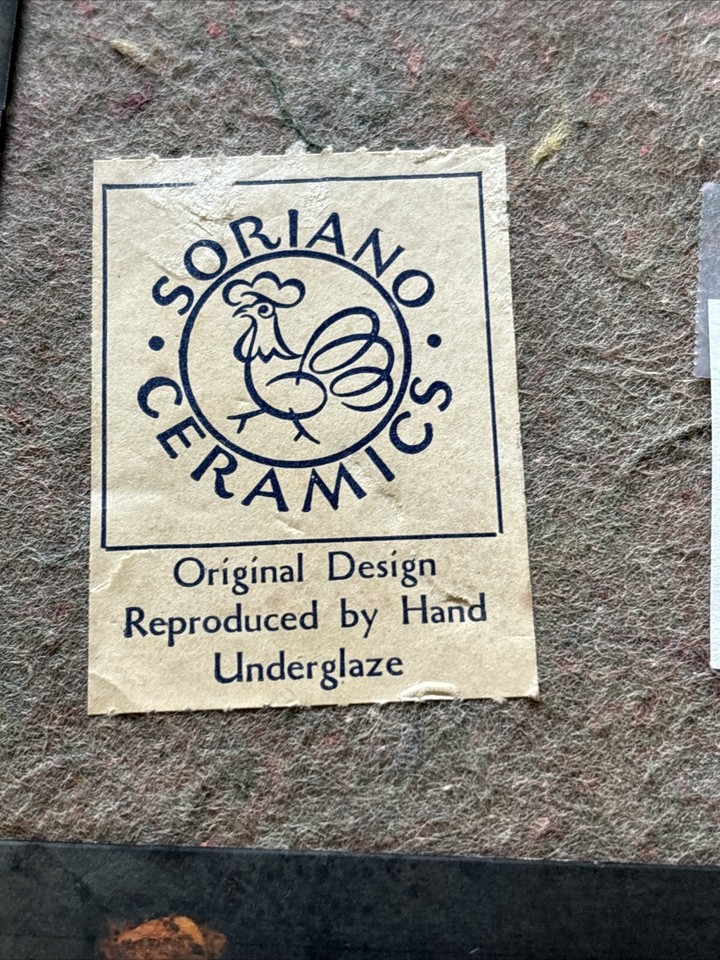 • SORIANO •
CERAMICS
Original Design
Reproduced by Hand
Underglaze